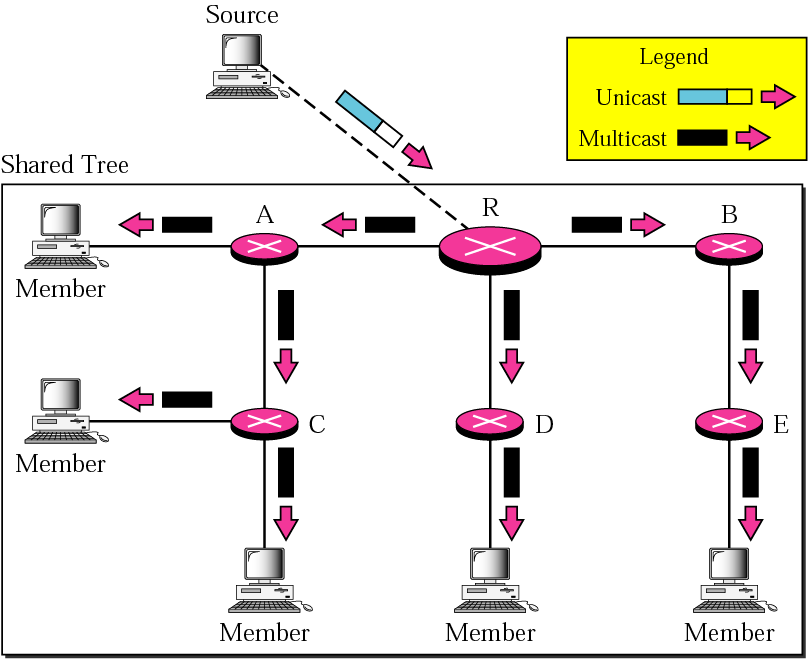 Source
Legend
Unicast
Multicast
Shared Tree
A
R
B
Member
C
D
E
Member
Member
Member
Member